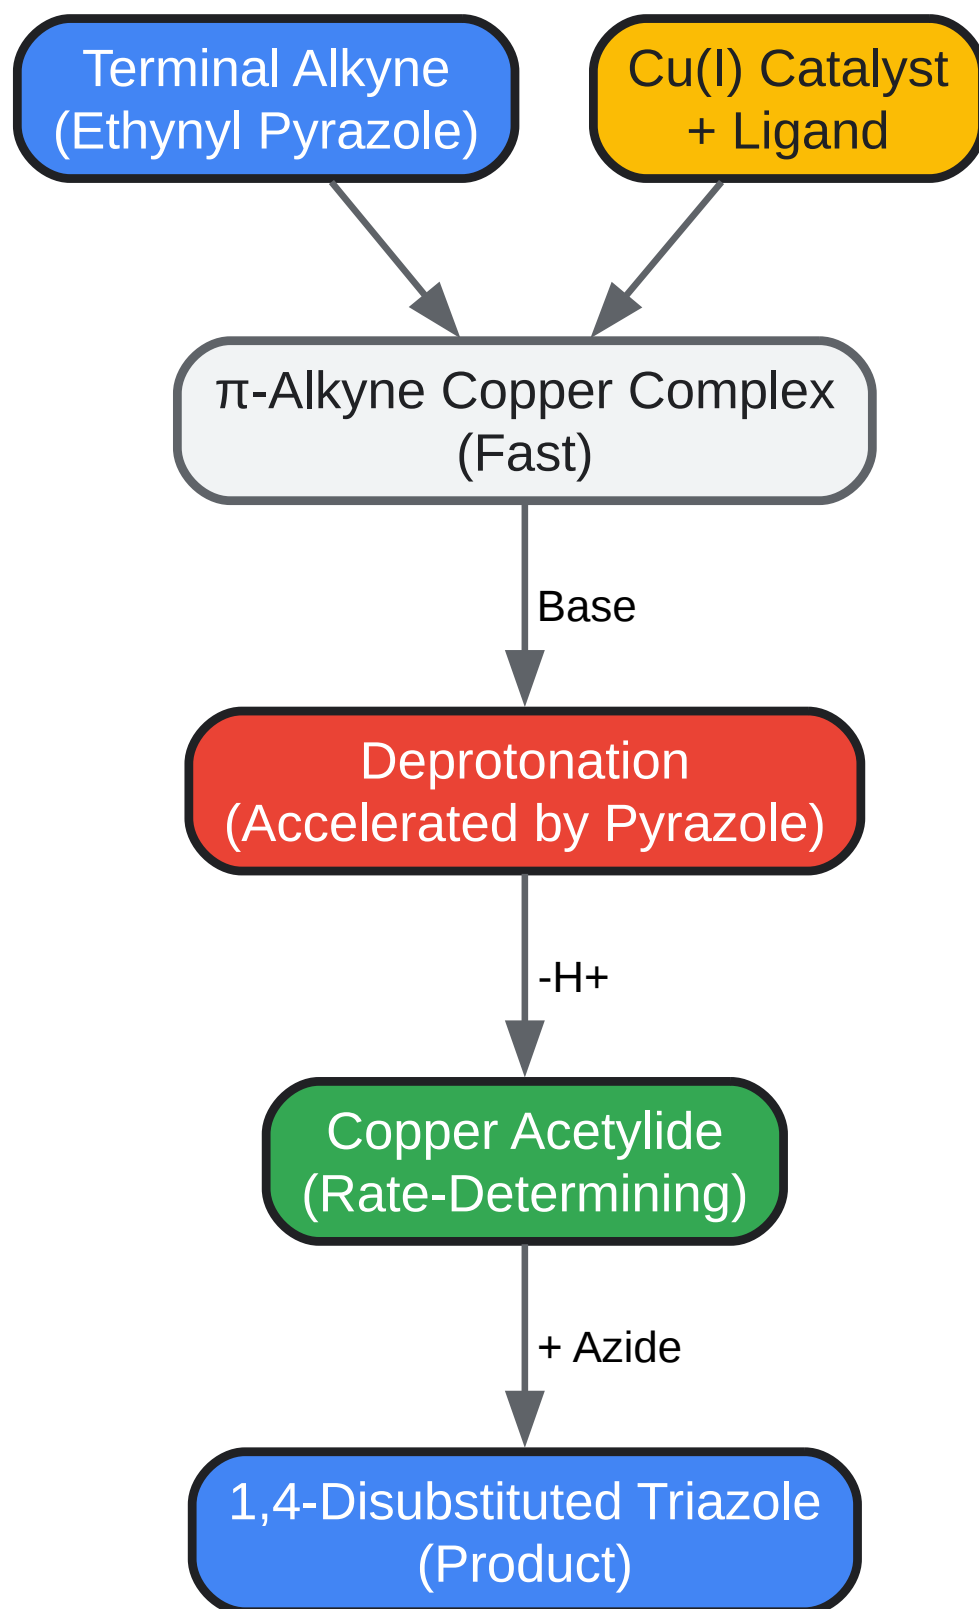 Terminal Alkyne
(Ethynyl Pyrazole)
Cu(I) Catalyst
+ Ligand
π-Alkyne Copper Complex
(Fast)
Base
Deprotonation
(Accelerated by Pyrazole)
-H+
Copper Acetylide
(Rate-Determining)
+ Azide
1,4-Disubstituted Triazole
(Product)